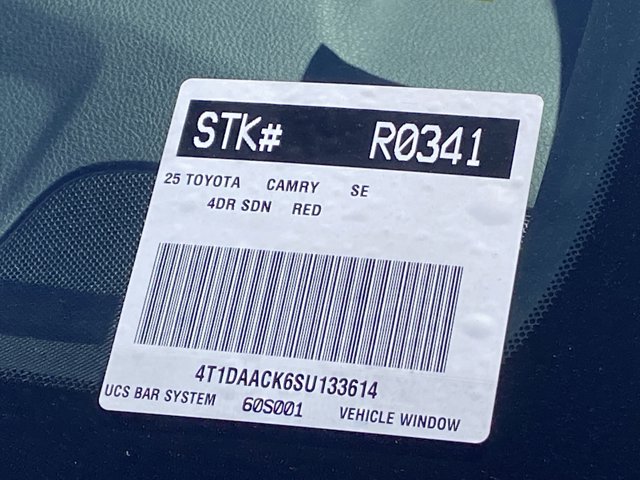 STK# R0341
25 TOYOTA CAMRY SE
4DR SDN RED
4T1DAACK6SU133614
UCS BAR SYSTEM 60S001 VEHICLE WINDOW